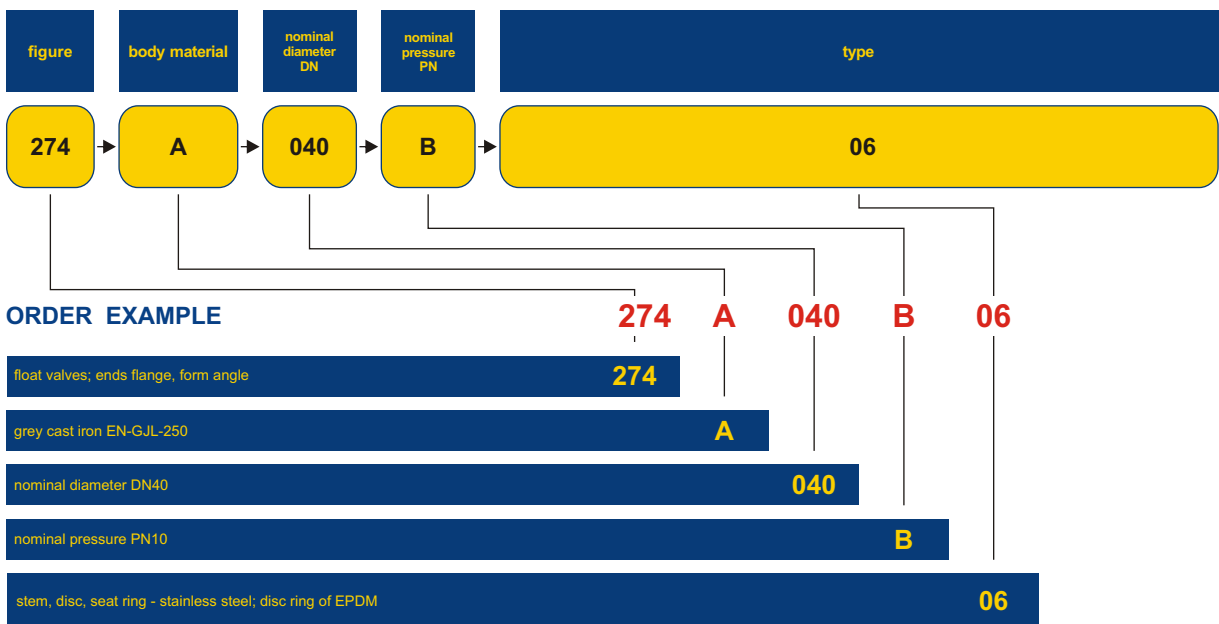 figure
body material
nominal
diameter
DN
nominal
pressure
PN
type
274
A
040
B
06
ORDER EXAMPLE
274 A 040 B 06
float valves; ends flange, form angle 274
grey cast iron EN-GJL-250 A
nominal diameter DN40 040
nominal pressure PN10 B
stem, disc, seat ring - stainless steel; disc ring of EPDM 06